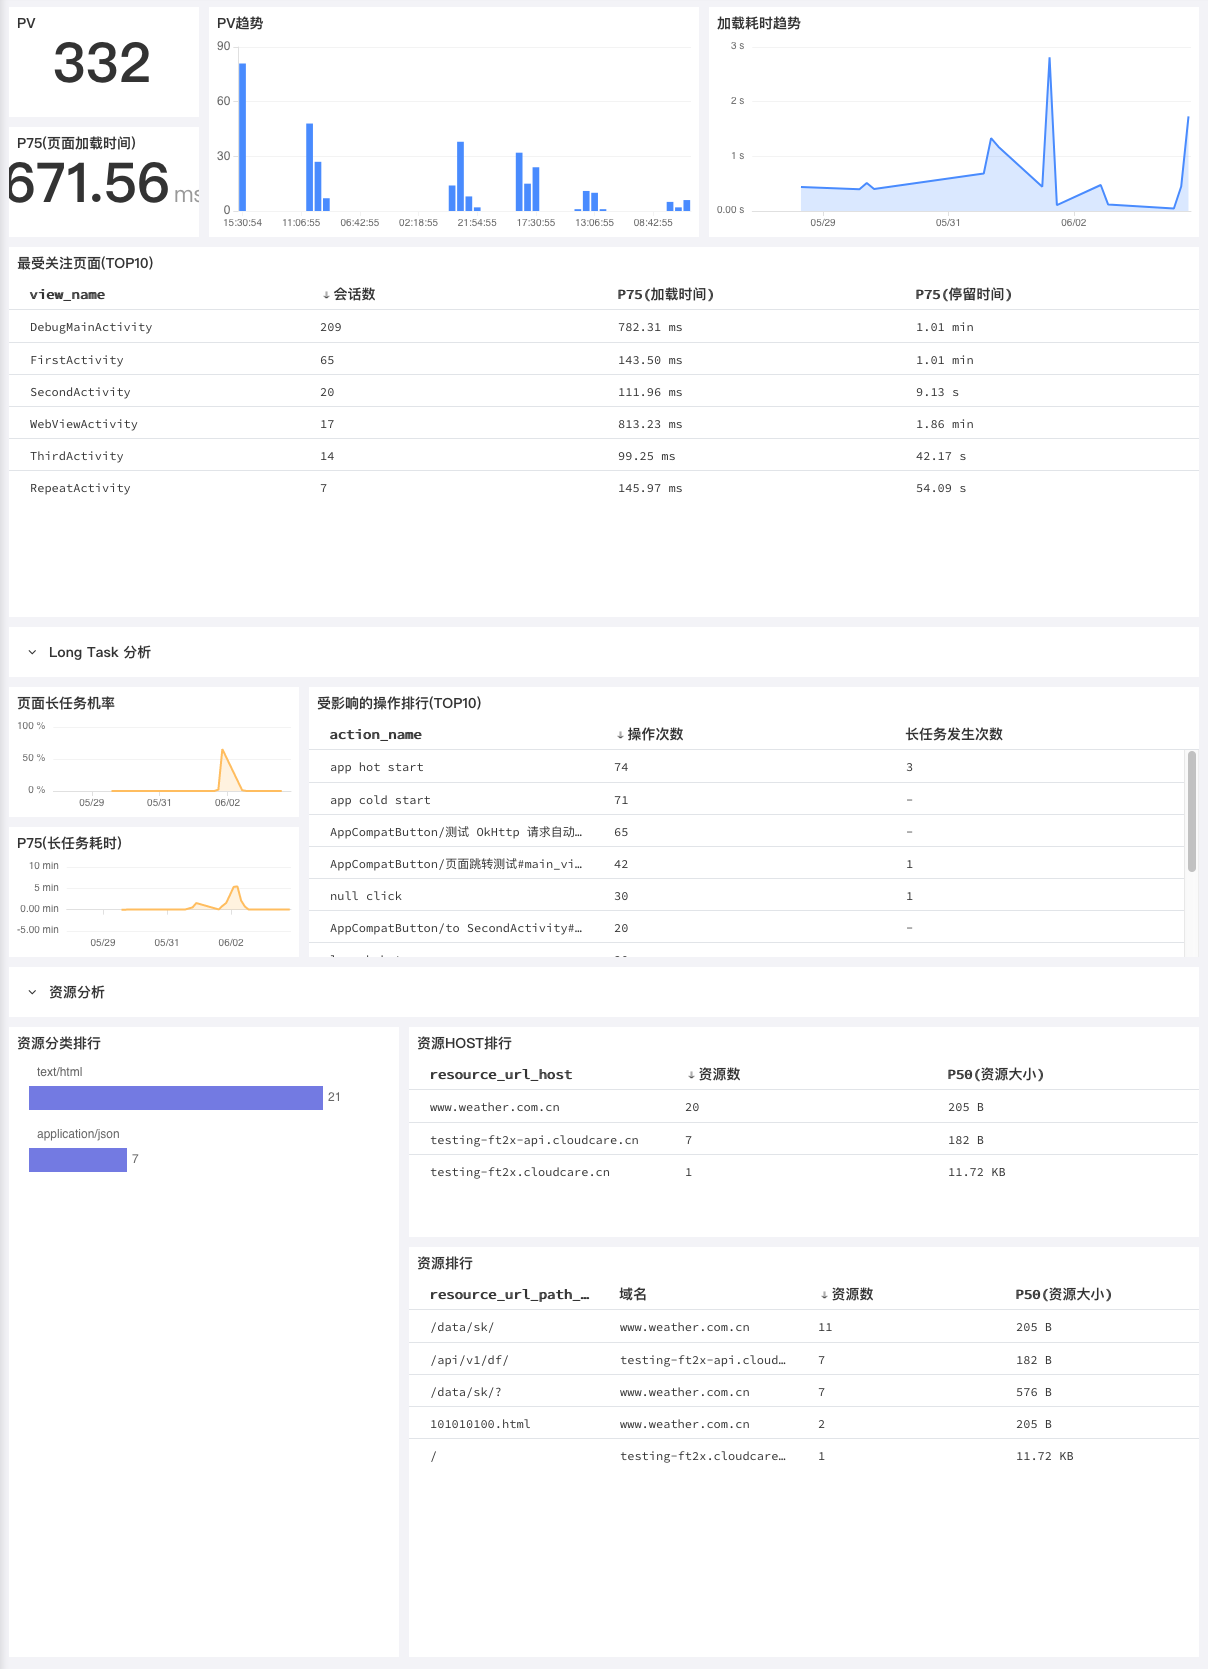 PV
332
P75(页面加载时间)
671.56 ms
PV趋势
90
60
30
0
15:30:54 11:06:55 06:42:55 02:18:55 21:54:55 17:30:55 13:06:55 08:42:55
加载耗时趋势
3 s
2 s
1 s
0.00 s
05/29 05/31 06/02
最受关注页面(TOP10)
view_name ↓ 会话数 P75(加载时间) P75(停留时间)
DebugMainActivity 209 782.31 ms 1.01 min
FirstActivity 65 143.50 ms 1.01 min
SecondActivity 20 111.96 ms 9.13 s
WebViewActivity 17 813.23 ms 1.86 min
ThirdActivity 14 99.25 ms 42.17 s
RepeatActivity 7 145.97 ms 54.09 s
Long Task 分析
页面长任务机率
100 %
50 %
0 %
05/29 05/31 06/02
P75(长任务耗时)
10 min
5 min
0.00 min
-5.00 min
05/29 05/31 06/02
受影响的操作排行(TOP10)
action_name ↓ 操作次数 长任务发生次数
app hot start 74 3
app cold start 71 -
AppCompatButton/测试 OkHttp 请求自动… 65 -
AppCompatButton/页面跳转测试#main_vi… 42 1
null click 30 1
AppCompatButton/to SecondActivity#… 20 -
资源分析
资源分类排行
text/html
21
application/json
7
资源HOST排行
resource_url_host ↓ 资源数 P50(资源大小)
www.weather.com.cn 20 205 B
testing-ft2x-api.cloudcare.cn 7 182 B
testing-ft2x.cloudcare.cn 1 11.72 KB
资源排行
resource_url_path_… 域名 ↓ 资源数 P50(资源大小)
/data/sk/ www.weather.com.cn 11 205 B
/api/v1/df/ testing-ft2x-api.cloud… 7 182 B
/data/sk/? www.weather.com.cn 7 576 B
101010100.html www.weather.com.cn 2 205 B
/ testing-ft2x.cloudcare… 1 11.72 KB